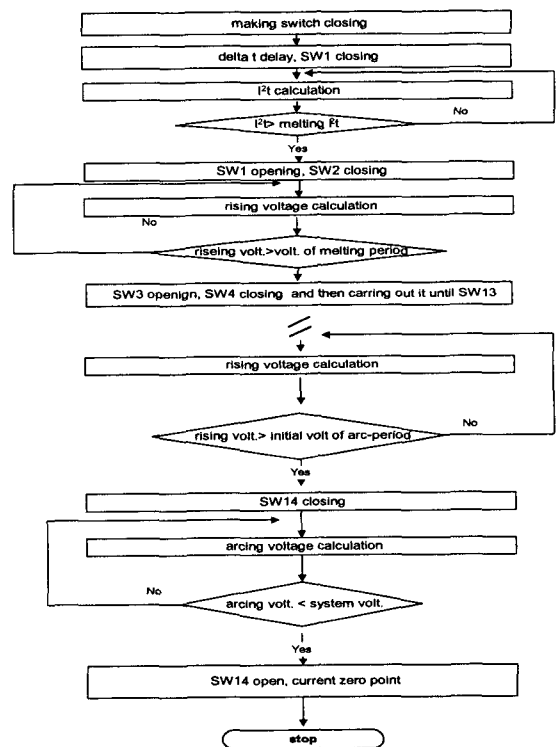 making switch closing
delta t delay, SW1 closing
I²t calculation
No
I²t> melting I²t
Yes
SW1 opening, SW2 closing
rising voltage calculation
No
riseing volt.>volt. of melting period
SW3 openign, SW4 closing and then carring out it until SW13
rising voltage calculation
No
rising volt.> initial volt of arc-period
Yes
SW14 closing
arcing voltage calculation
No
arcing volt. < system volt.
Yes
SW14 open, current zero point
stop